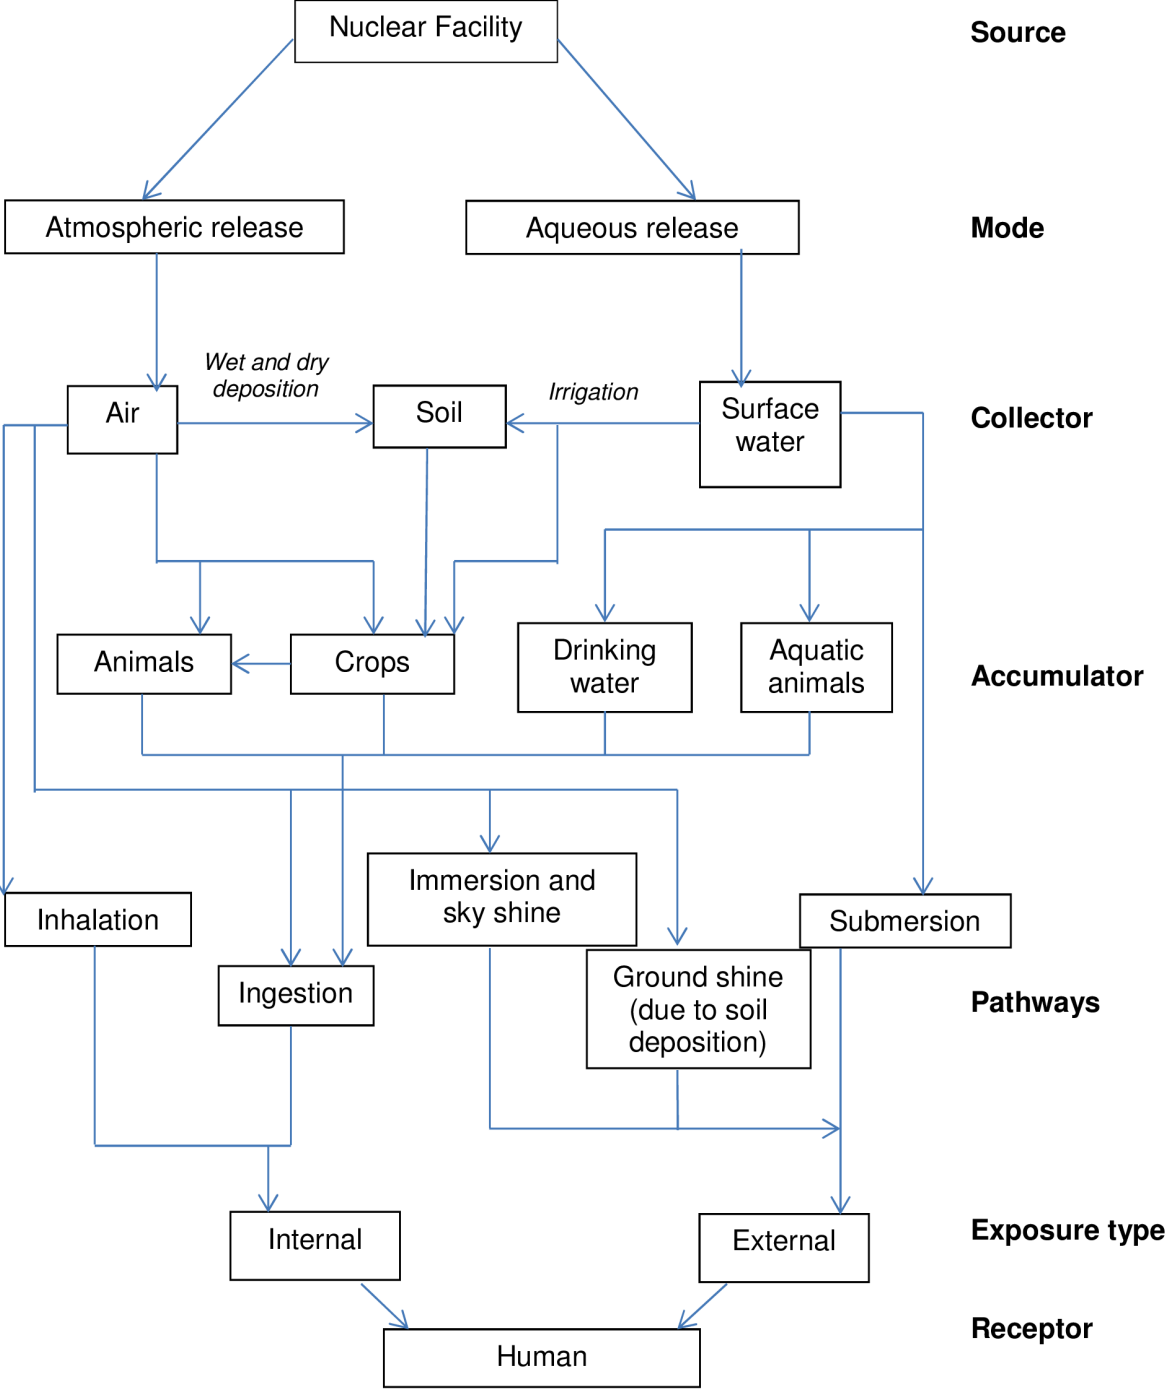 Nuclear Facility
Source
Atmospheric release
Aqueous release
Mode
Wet and dry
deposition
Irrigation
Air
Soil
Surface
water
Collector
Animals
Crops
Drinking
water
Aquatic
animals
Accumulator
Immersion and
sky shine
Inhalation
Submersion
Ingestion
Ground shine
(due to soil
deposition)
Pathways
Internal
External
Exposure type
Human
Receptor